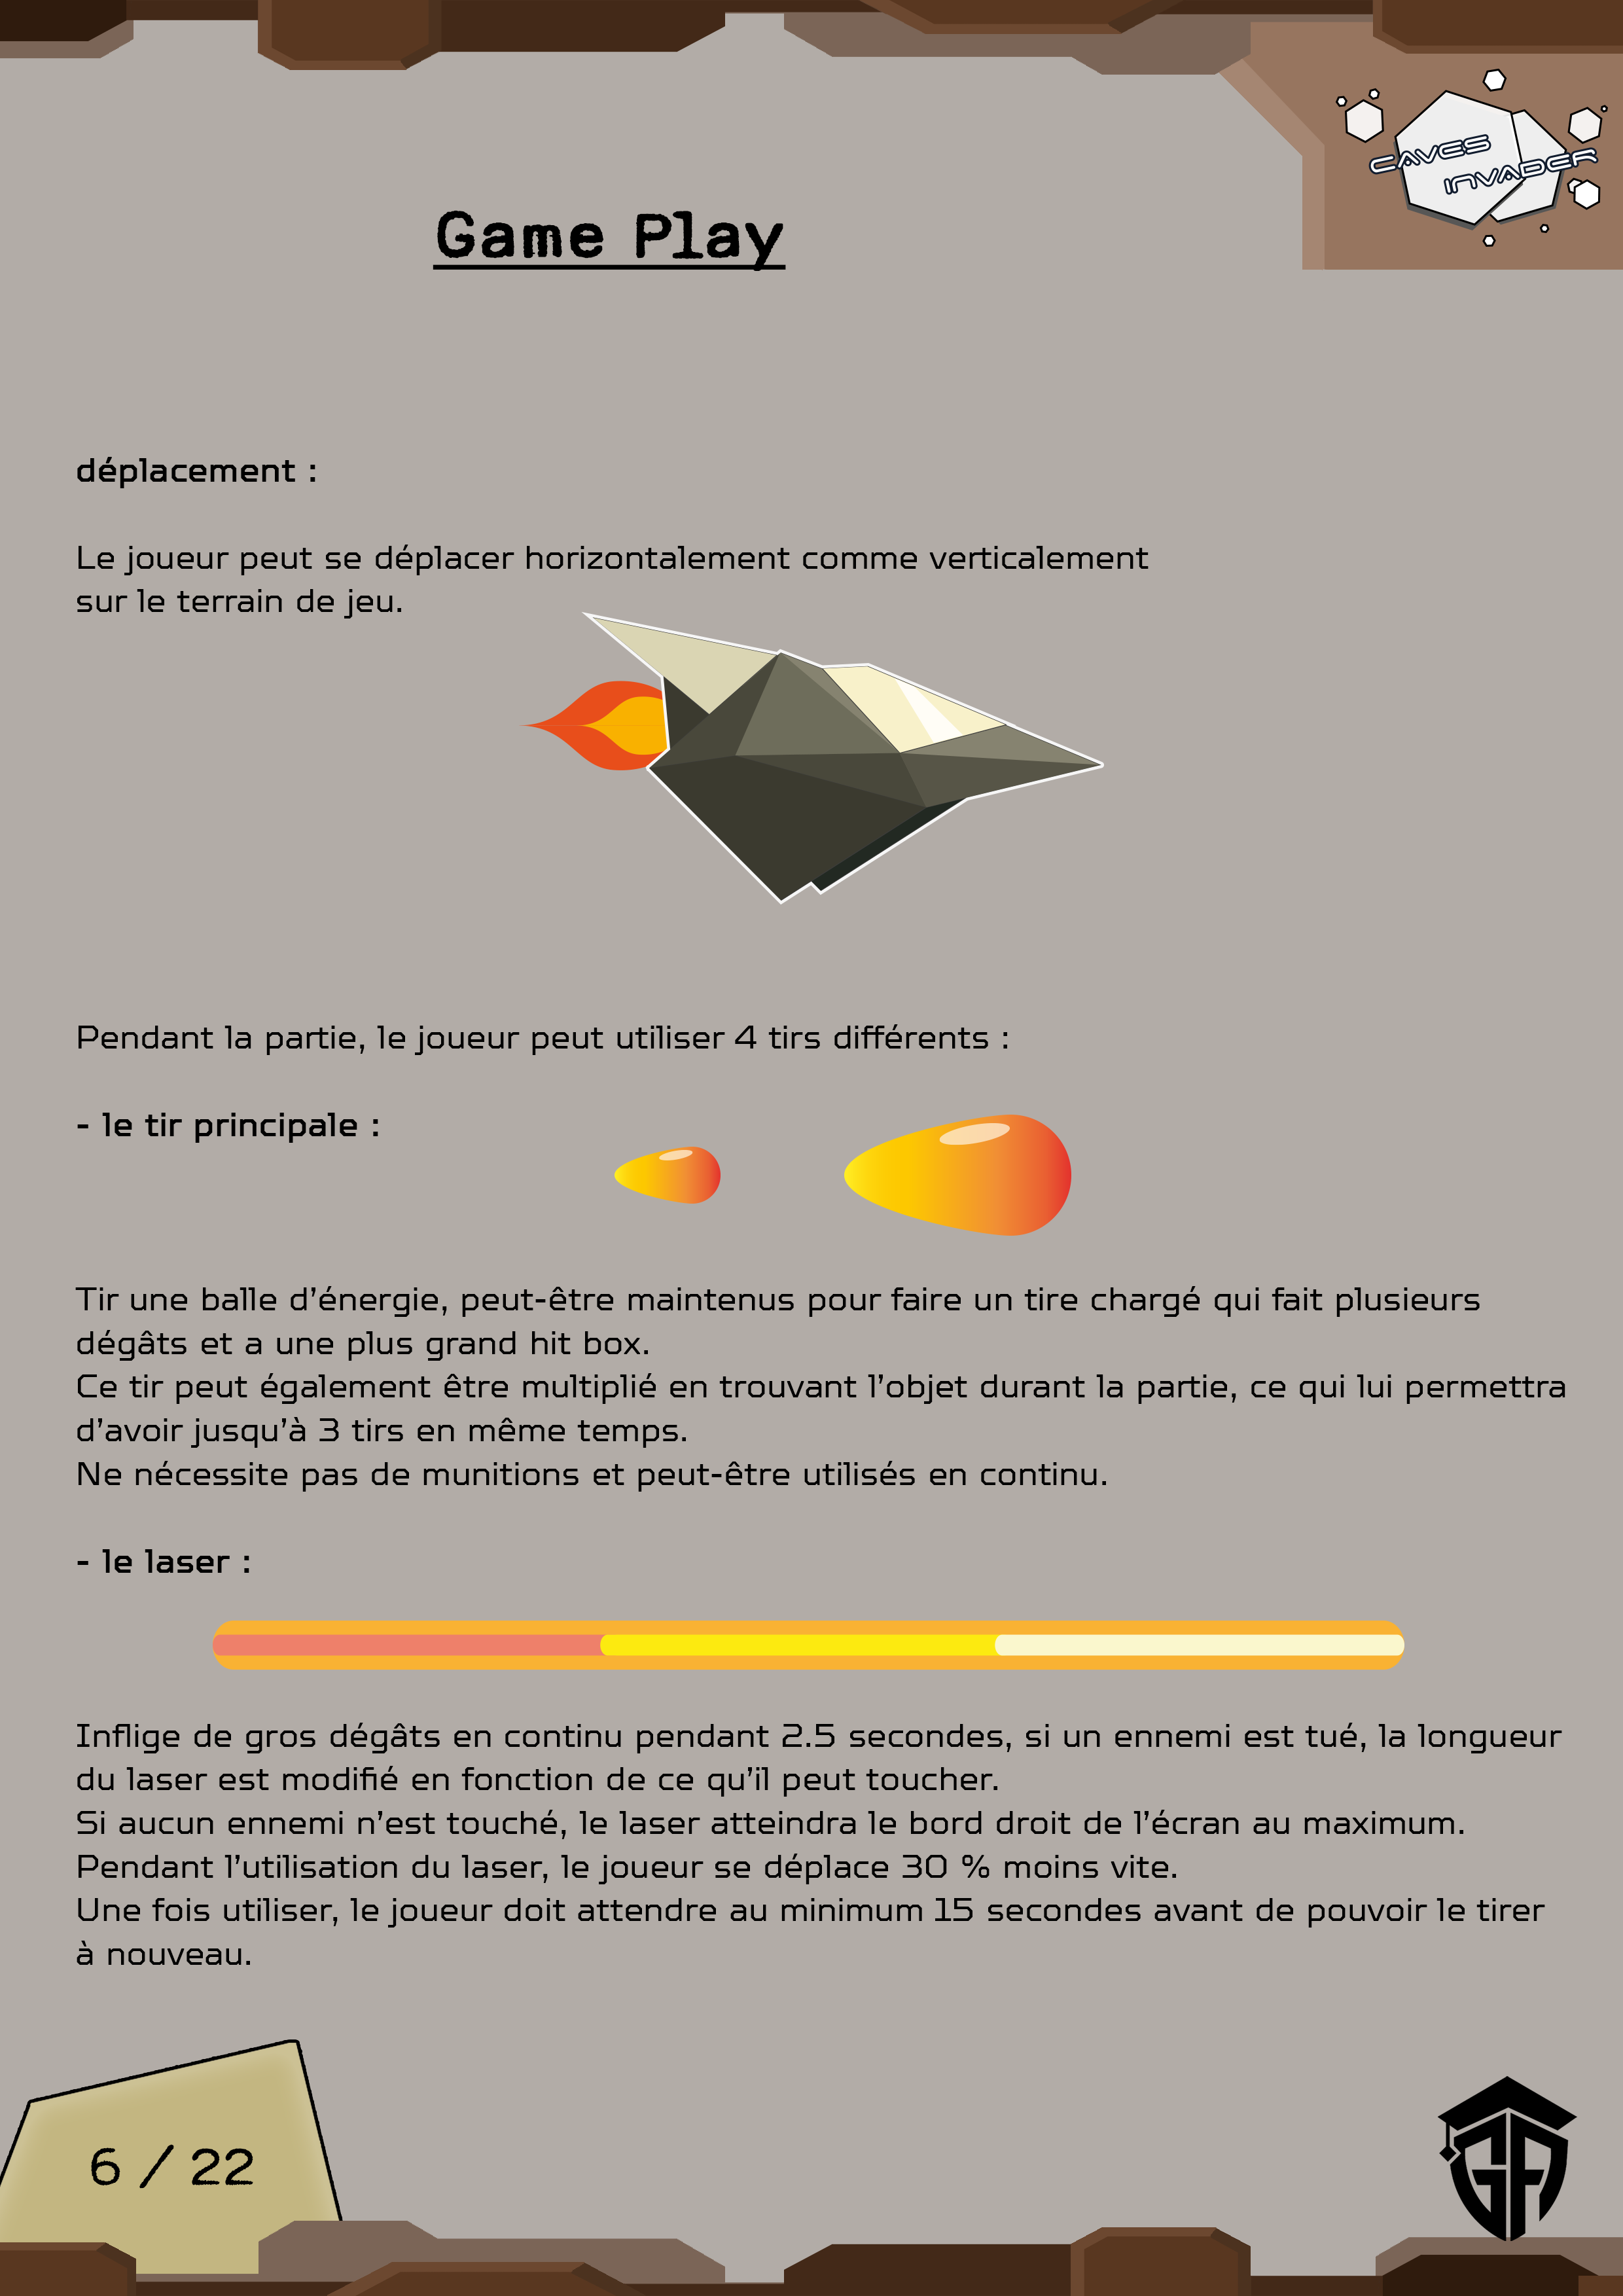 CAVES
INVADER
Game Play
déplacement :
Le joueur peut se déplacer horizontalement comme verticalement
sur le terrain de jeu.
Pendant la partie, le joueur peut utiliser 4 tirs différents :
- le tir principale :
Tir une balle d’énergie, peut-être maintenus pour faire un tire chargé qui fait plusieurs
dégâts et a une plus grand hit box.
Ce tir peut également être multiplié en trouvant l’objet durant la partie, ce qui lui permettra
d’avoir jusqu’à 3 tirs en même temps.
Ne nécessite pas de munitions et peut-être utilisés en continu.
- le laser :
Inflige de gros dégâts en continu pendant 2.5 secondes, si un ennemi est tué, la longueur
du laser est modifié en fonction de ce qu’il peut toucher.
Si aucun ennemi n’est touché, le laser atteindra le bord droit de l’écran au maximum.
Pendant l’utilisation du laser, le joueur se déplace 30 % moins vite.
Une fois utiliser, le joueur doit attendre au minimum 15 secondes avant de pouvoir le tirer
à nouveau.
6 / 22
GA